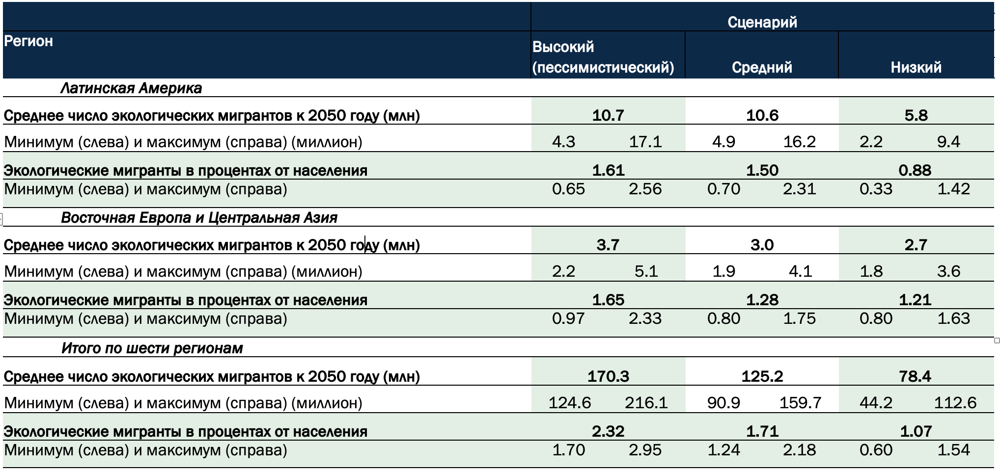 Сценарий
Регион
Высокий
(пессимистический) Средний Низкий
Латинская Америка
Среднее число экологических мигрантов к 2050 году (млн) 10.7 10.6 5.8
Минимум (слева) и максимум (справа) (миллион) 4.3 17.1 4.9 16.2 2.2 9.4
Экологические мигранты в процентах от населения 1.61 1.50 0.88
Минимум (слева) и максимум (справа) 0.65 2.56 0.70 2.31 0.33 1.42
Восточная Европа и Центральная Азия
Среднее число экологических мигрантов к 2050 году (млн) 3.7 3.0 2.7
Минимум (слева) и максимум (справа) (миллион) 2.2 5.1 1.9 4.1 1.8 3.6
Экологические мигранты в процентах от населения 1.65 1.28 1.21
Минимум (слева) и максимум (справа) 0.97 2.33 0.80 1.75 0.80 1.63
Итого по шести регионам
Среднее число экологических мигрантов к 2050 году (млн) 170.3 125.2 78.4
Минимум (слева) и максимум (справа) (миллион) 124.6 216.1 90.9 159.7 44.2 112.6
Экологические мигранты в процентах от населения 2.32 1.71 1.07
Минимум (слева) и максимум (справа) 1.70 2.95 1.24 2.18 0.60 1.54